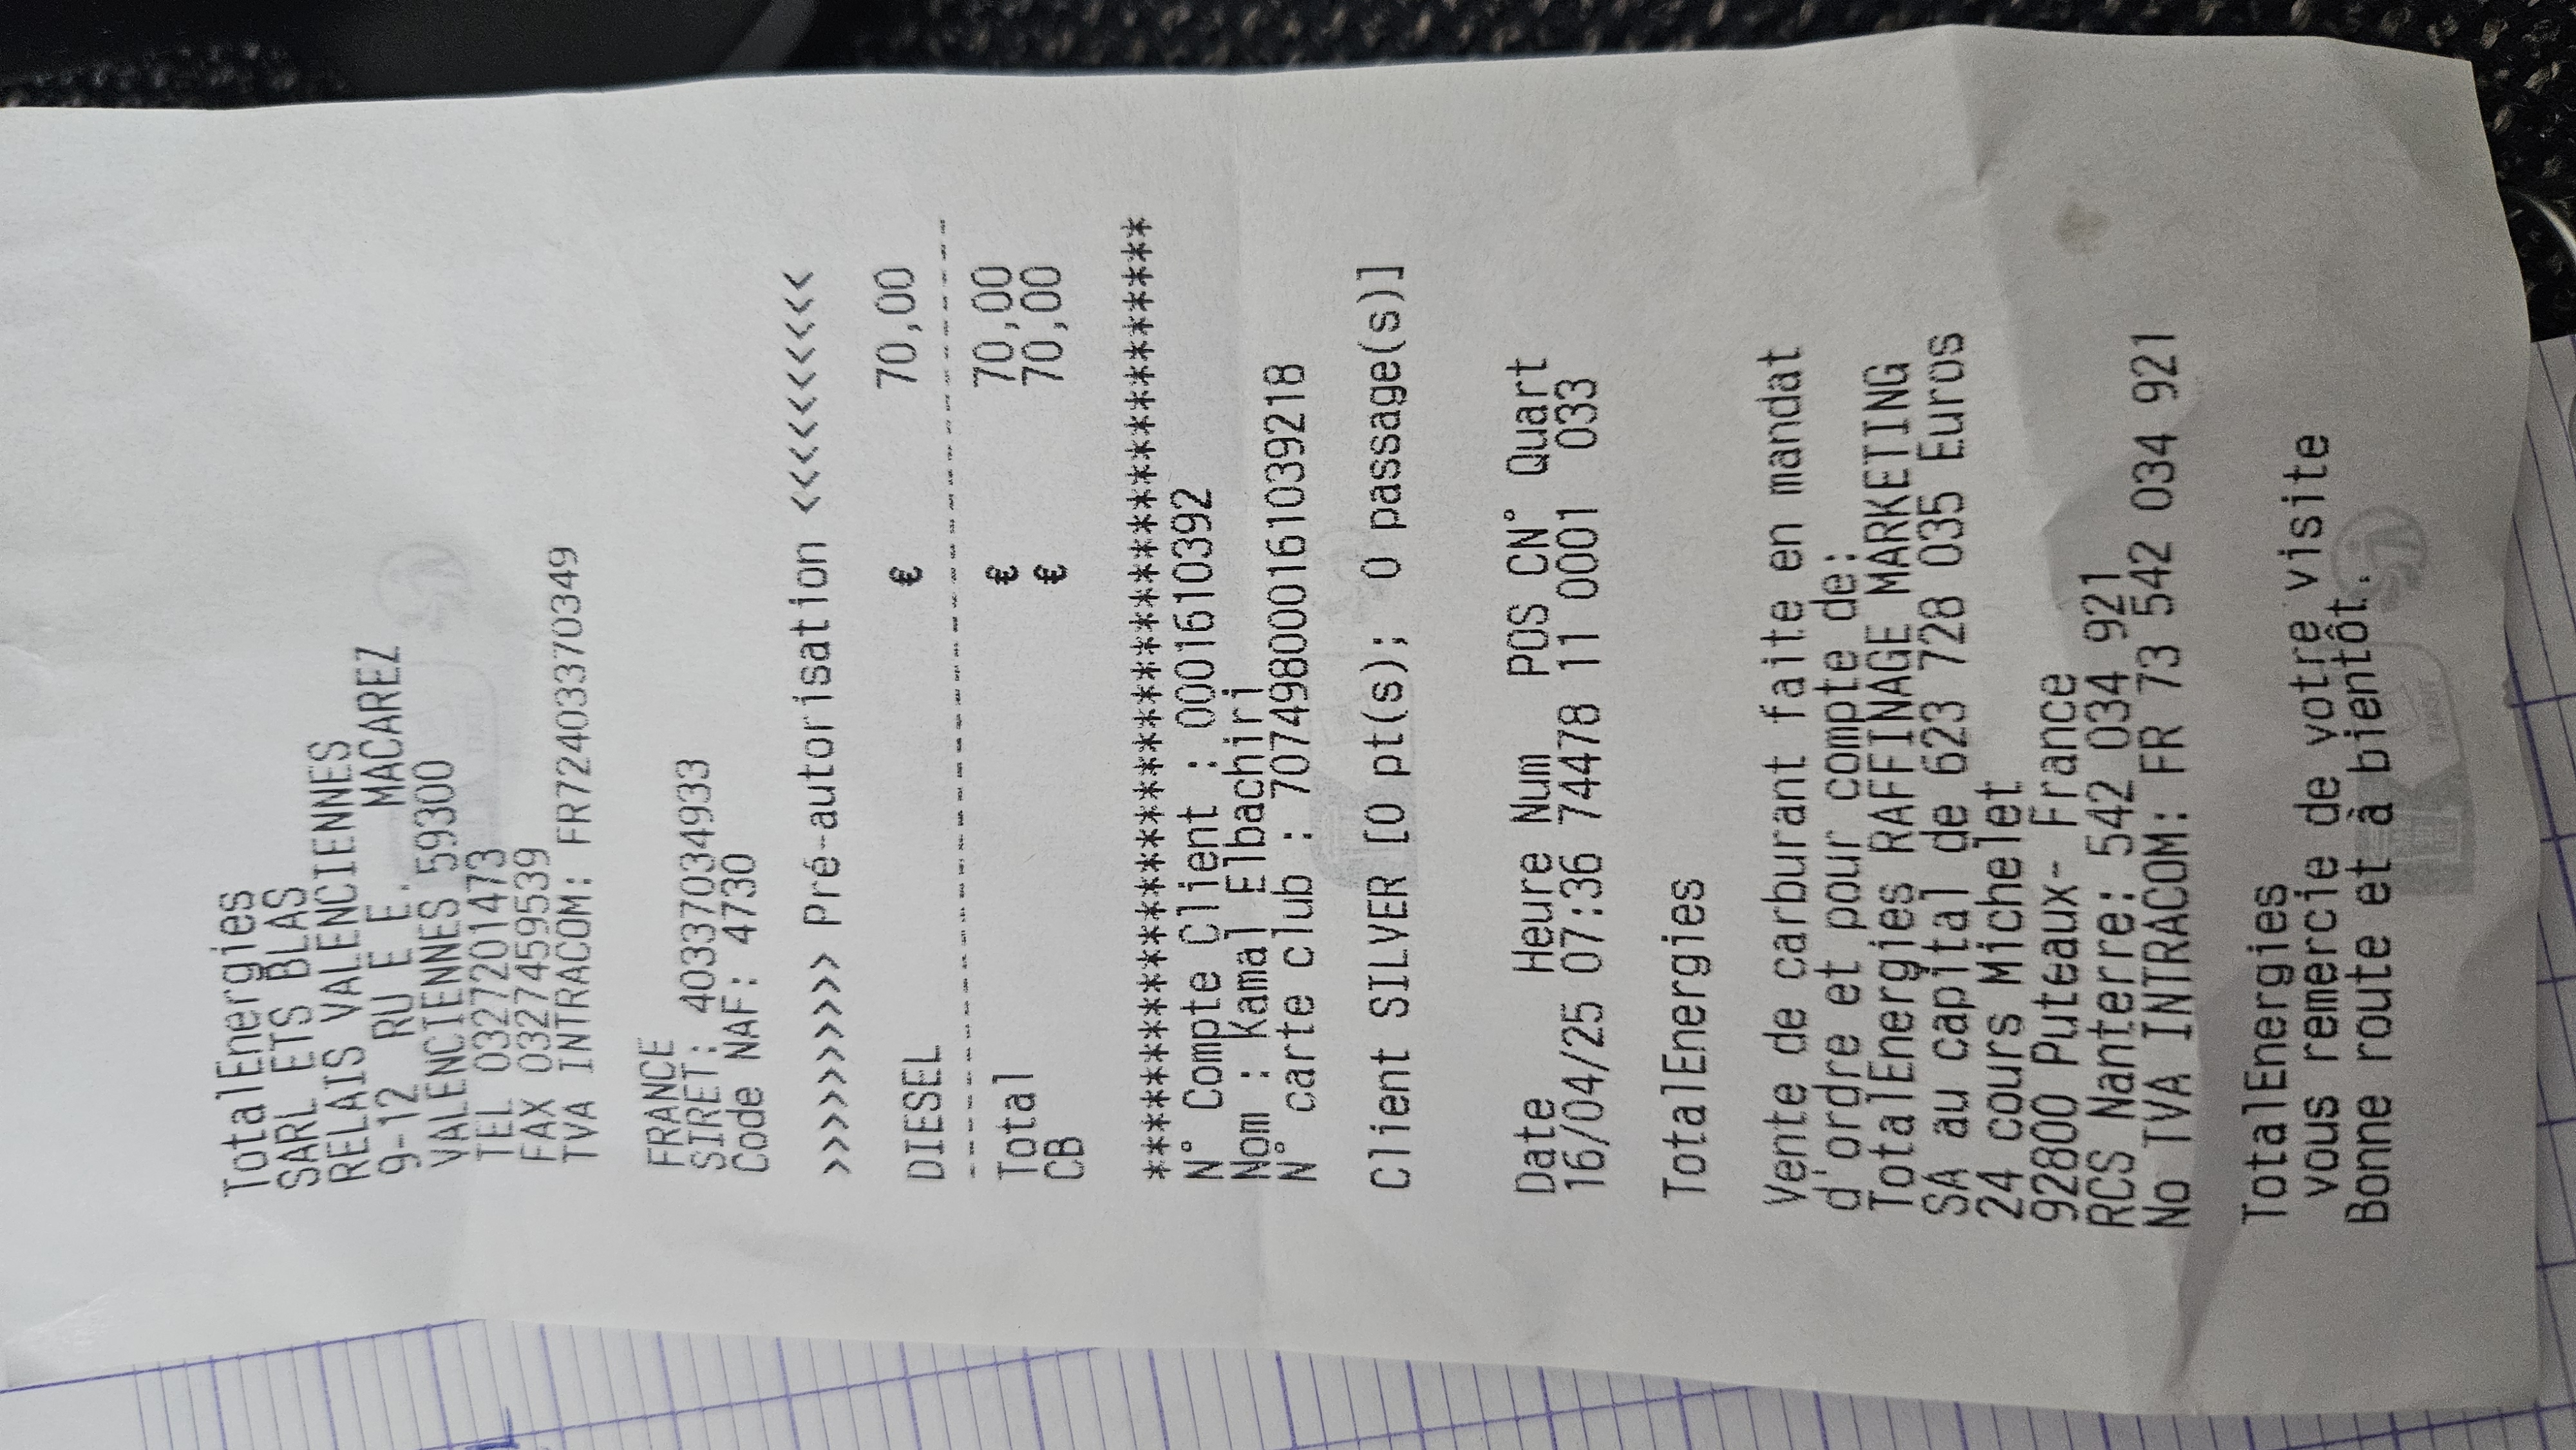 TotalEnergies
SARL ETS BLAS
RELAIS VALENCIENNES
9-12 RU E E. MACAREZ
VALENCIENNES 59300
TEL 0327201473
FAX 0327459539
TVA INTRACOM: FR72403370349
FRANCE
SIRET: 40337034933
Code NAF: 4730
>>>>>>>>>> Pré-autorisation <<<<<<<<<<
DIESEL € 70,00
----------------------------------------
Total € 70,00
CB € 70,00
****************************************
N° Compte Client : 0001610392
Nom : Kamal Elbachiri
N° carte club : 707498000161039218
Client SILVER [0 pt(s); 0 passage(s)]
Date Heure Num POS CN° Quart
16/04/25 07:36 74478 11 0001 033
TotalEnergies
Vente de carburant faite en mandat
d'ordre et pour compte de:
TotalEnergies RAFFINAGE MARKETING
SA au capital de 623 728 035 Euros
24 cours Michelet
92800 Puteaux- France
RCS Nanterre: 542 034 921
No TVA INTRACOM: FR 73 542 034 921
TotalEnergies
vous remercie de votre visite
Bonne route et à bientôt.